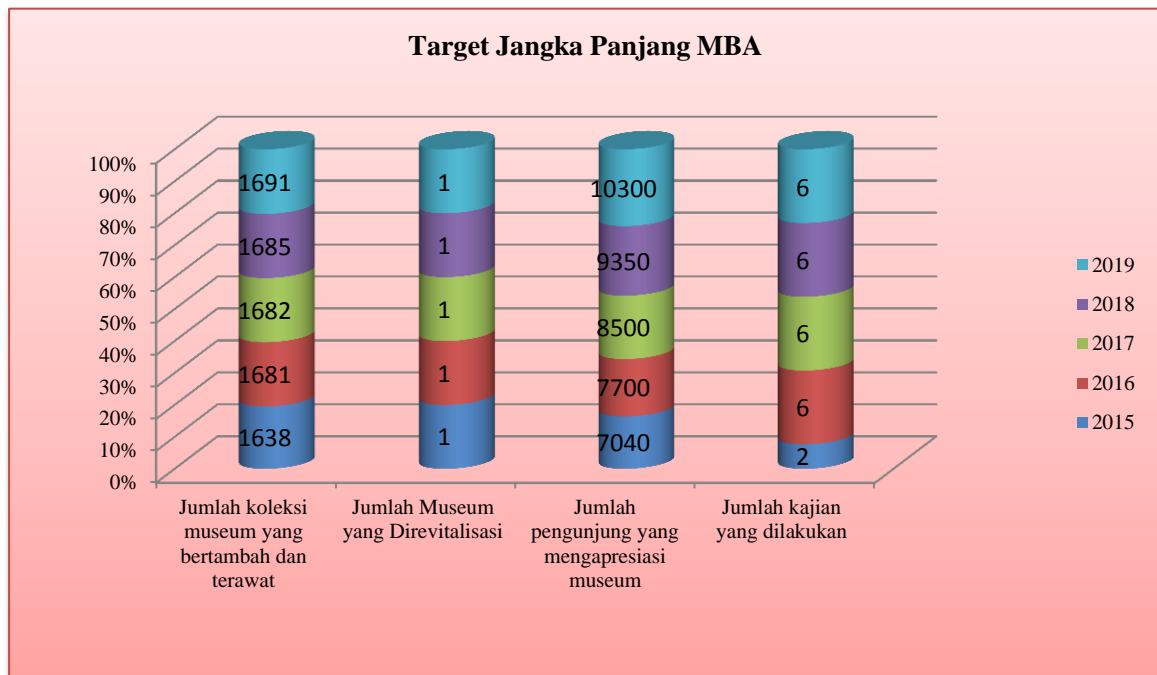 Target Jangka Panjang MBA
100%
90%
80%
70%
60%
50%
40%
30%
20%
10%
0%
1691 1 10300 6
1685 1 9350 6
1682 1 8500 6
1681 1 7700 6
1638 1 7040 2
Jumlah koleksi
museum yang
bertambah dan
terawat
Jumlah Museum
yang Direvitalisasi
Jumlah
pengunjung yang
mengapresiasi
museum
Jumlah kajian
yang dilakukan
2019
2018
2017
2016
2015